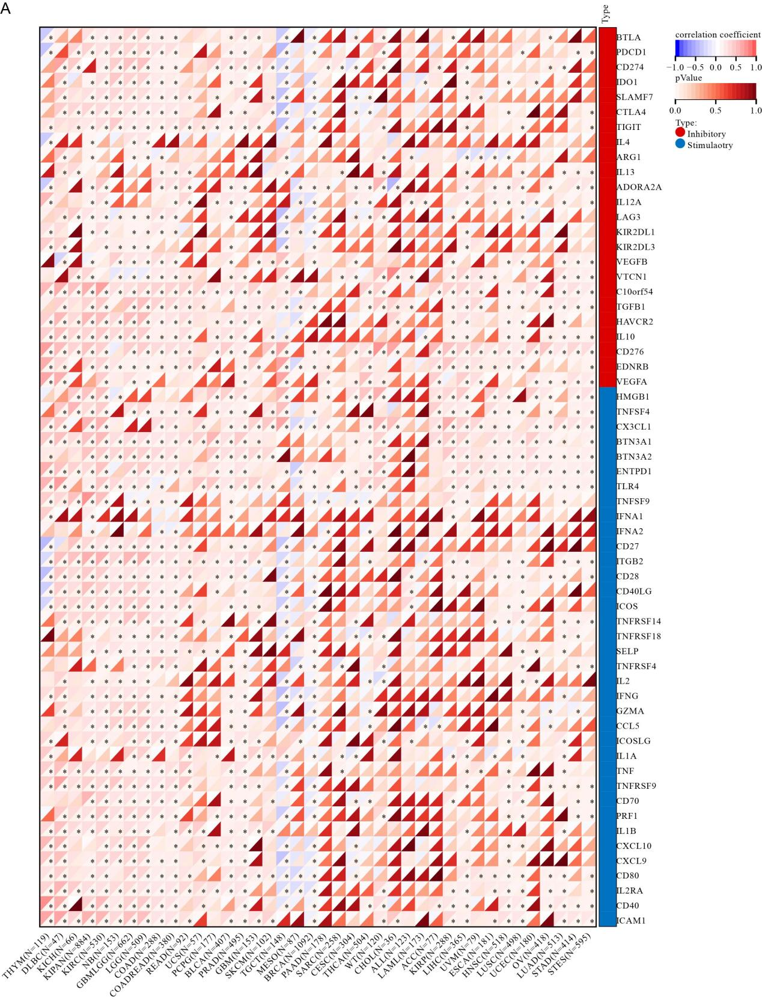 A
Type
BTLA
PDCD1
CD274
IDO1
SLAMF7
CTLA4
TIGIT
IL4
ARG1
IL13
ADORA2A
IL12A
LAG3
KIR2DL1
KIR2DL3
VEGFB
VTCN1
C10orf54
TGFB1
HAVCR2
IL10
CD276
EDNRB
VEGFA
HMGB1
TNFSF4
CX3CL1
BTN3A1
BTN3A2
ENTPD1
TLR4
TNFSF9
IFNA1
IFNA2
CD27
ITGB2
CD28
CD40LG
ICOS
TNFRSF14
TNFRSF18
SELP
TNFRSF4
IL2
IFNG
GZMA
CCL5
ICOSLG
IL1A
TNF
TNFRSF9
CD70
PRF1
IL1B
CXCL10
CXCL9
CD80
IL2RA
CD40
ICAM1
correlation coefficient
−1.0 −0.5 0.0 0.5 1.0
pValue
0.0 0.5 1.0
Type:
Inhibitory
Stimulaotry
THYM(N=119)
DLBC(N=47)
KICH(N=66)
KIPAN(N=884)
KIRC(N=530)
NB(N=153)
GBMLGG(N=662)
LGG(N=509)
COAD(N=288)
COADREAD(N=380)
READ(N=92)
UCS(N=57)
PCPG(N=177)
BLCA(N=407)
PRAD(N=495)
GBM(N=153)
SKCM(N=102)
TGCT(N=148)
MESO(N=87)
BRCA(N=1092)
PAAD(N=178)
SARC(N=258)
CESC(N=304)
THCA(N=504)
WT(N=120)
CHOL(N=36)
ALL(N=123)
LAML(N=173)
ACC(N=77)
KIRP(N=288)
LIHC(N=365)
UVM(N=79)
ESCA(N=181)
HNSC(N=518)
LUSC(N=498)
UCEC(N=180)
OV(N=418)
LUAD(N=513)
STAD(N=414)
STES(N=595)